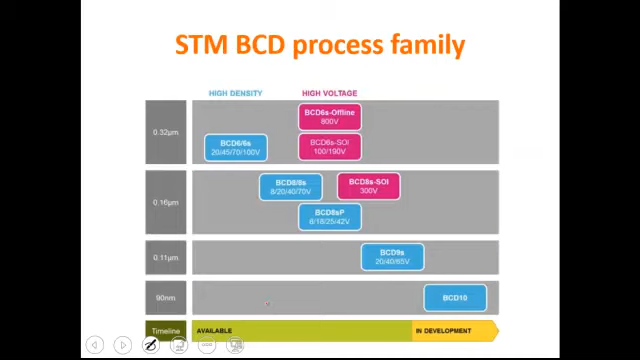 STM BCD process family
HIGH DENSITY
HIGH VOLTAGE
0.32µm
BCD6s-Offline
800V
BCD6/6s
20/45/70/100V
BCD6s-SOI
100/190V
0.16µm
BCD8/8s
8/20/40/70V
BCD8s-SOI
300V
BCD8sP
8/18/25/42V
0.11µm
BCD9s
20/40/65V
90nm
BCD10
Timeline
AVAILABLE
IN DEVELOPMENT